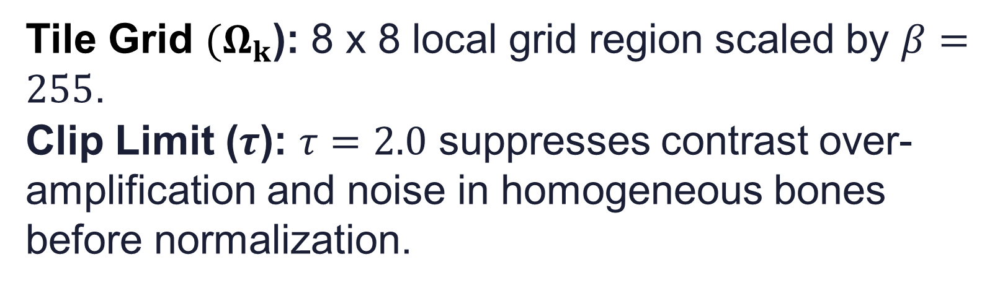 Tile Grid (Ωₖ): 8 x 8 local grid region scaled by β =
255.
Clip Limit (τ): τ = 2.0 suppresses contrast over-
amplification and noise in homogeneous bones
before normalization.